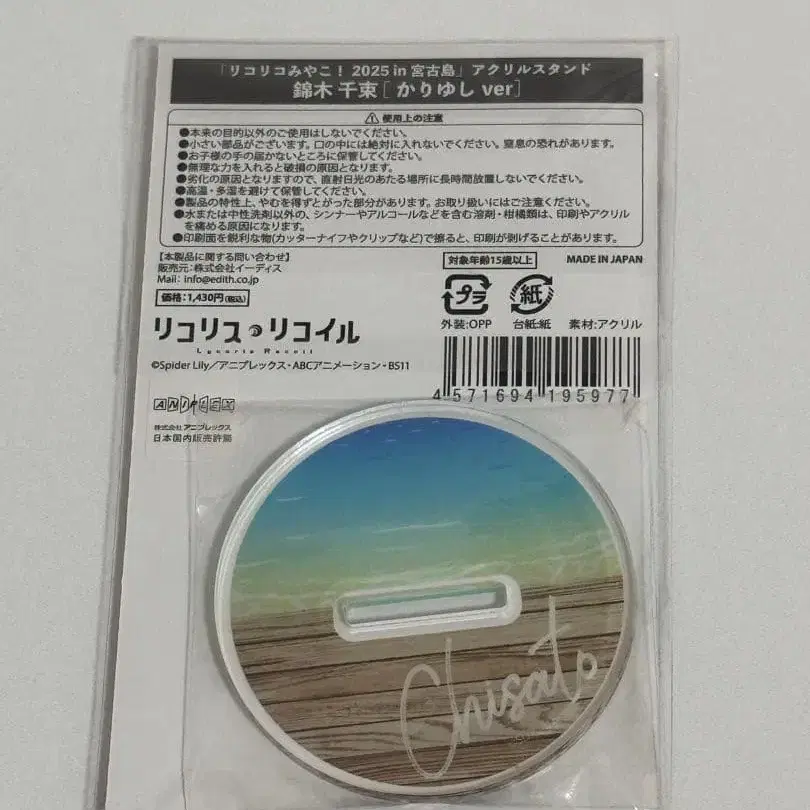 「リコリコみやこ！ 2025 in 宮古島」アクリルスタンド
錦木 千束［かりゆし ver］
⚠使用上の注意
●本来の目的以外のご使用はしないでください。
●小さい部品がございます。口の中には絶対に入れないでください。窒息の恐れがあります。
●お子様の手の届かないところに保管してください。
●無理な力を入れると破損の原因となります。
●劣化の原因となりますので、直射日光のあたる場所に長時間放置しないでください。
●高温・多湿を避けて保管してください。
●製品の特性上、やむを得ずとがった部分があります。お取り扱いにはご注意ください。
●水または中性洗剤以外の、シンナーやアルコールなどを含む溶剤・柑橘類は、印刷やアクリル
を痛める原因になります。
●印刷面を鋭利な物(カッターナイフやクリップなど)で擦ると、印刷が剥げることがあります。
【本製品に関する問い合わせ】
販売元：株式会社イーディス
Mail： info@edith.co.jp
価格：1,430円(税込)
対象年齢15歳以上
MADE IN JAPAN
プラ
紙
外装:OPP
台紙:紙
素材:アクリル
リコリス・リコイル
Lycoris Recoil
©Spider Lily／アニプレックス・ABCアニメーション・BS11
4 571694 195977
ANIPLEX
株式会社 アニプレックス
日本国内販売許諾
Chisato